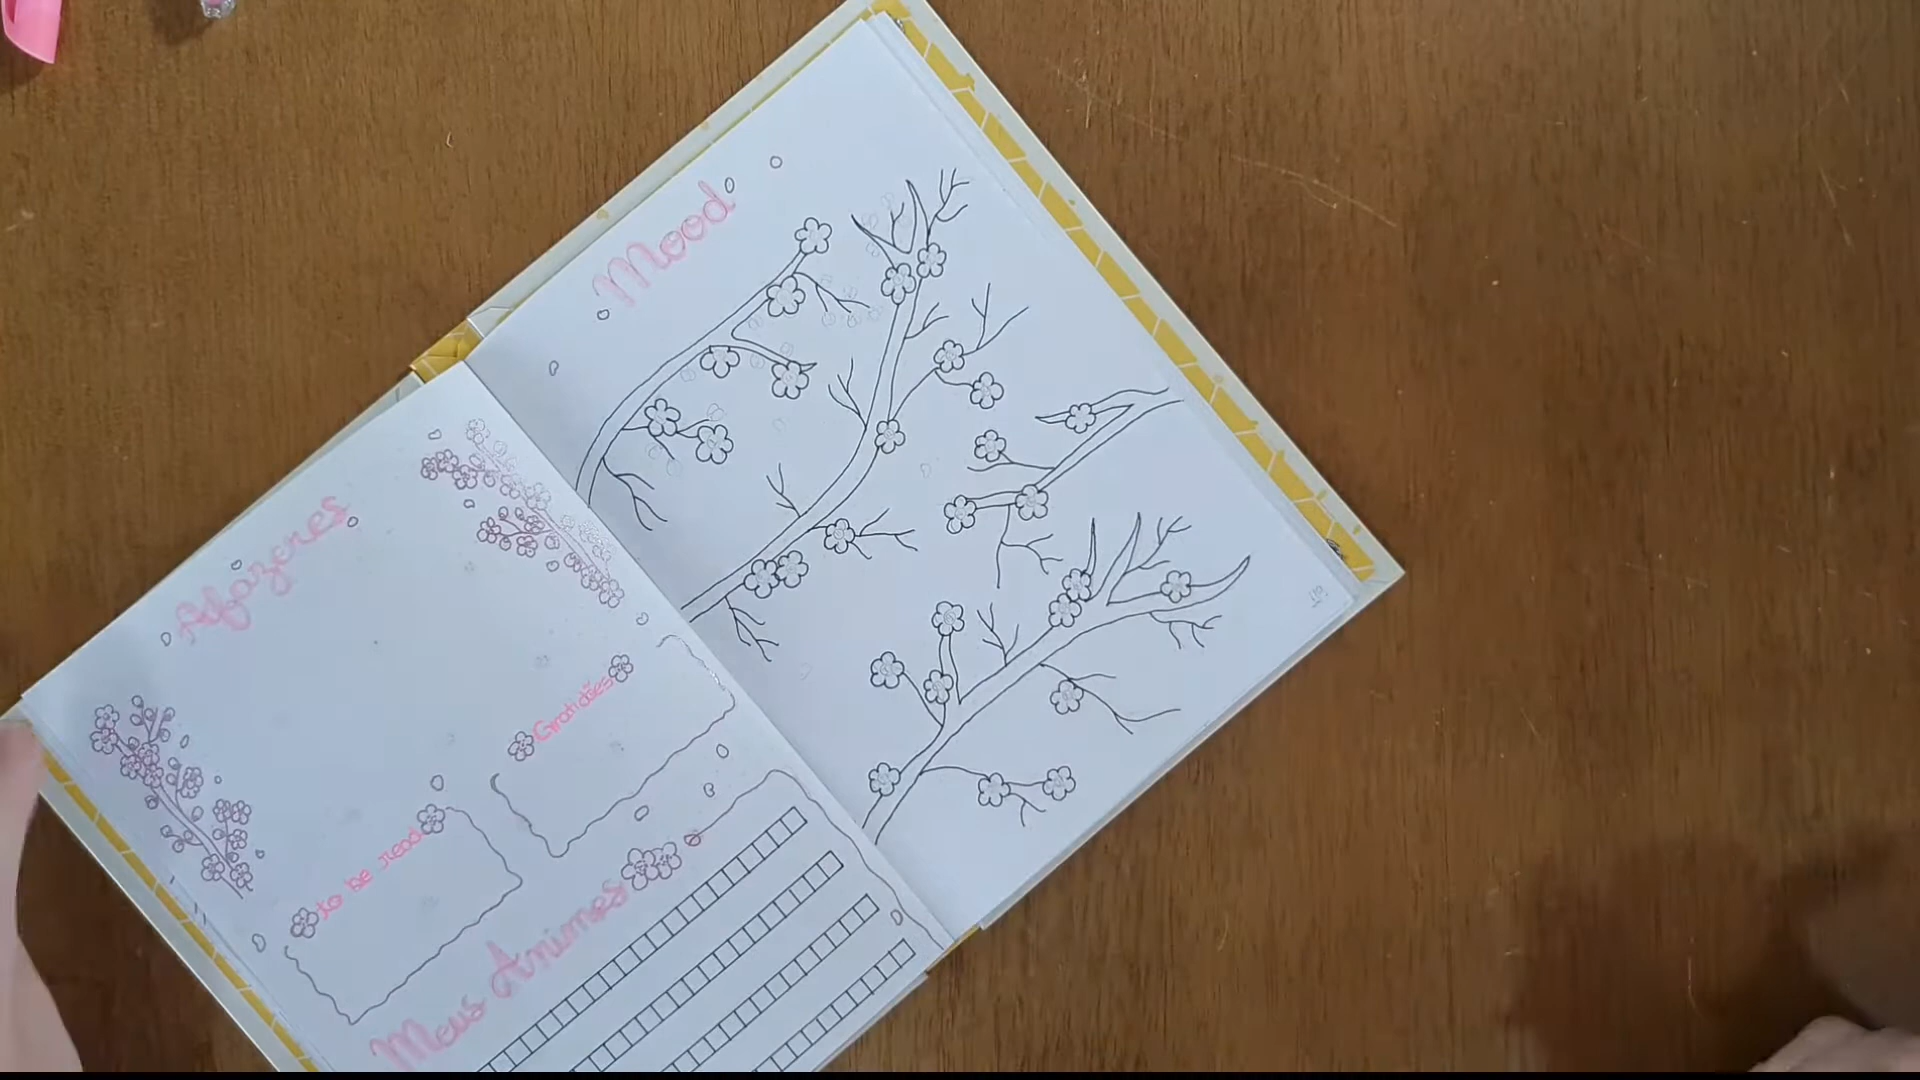 Afazeres
Gratidões
to be read
Meus Animes
Mood